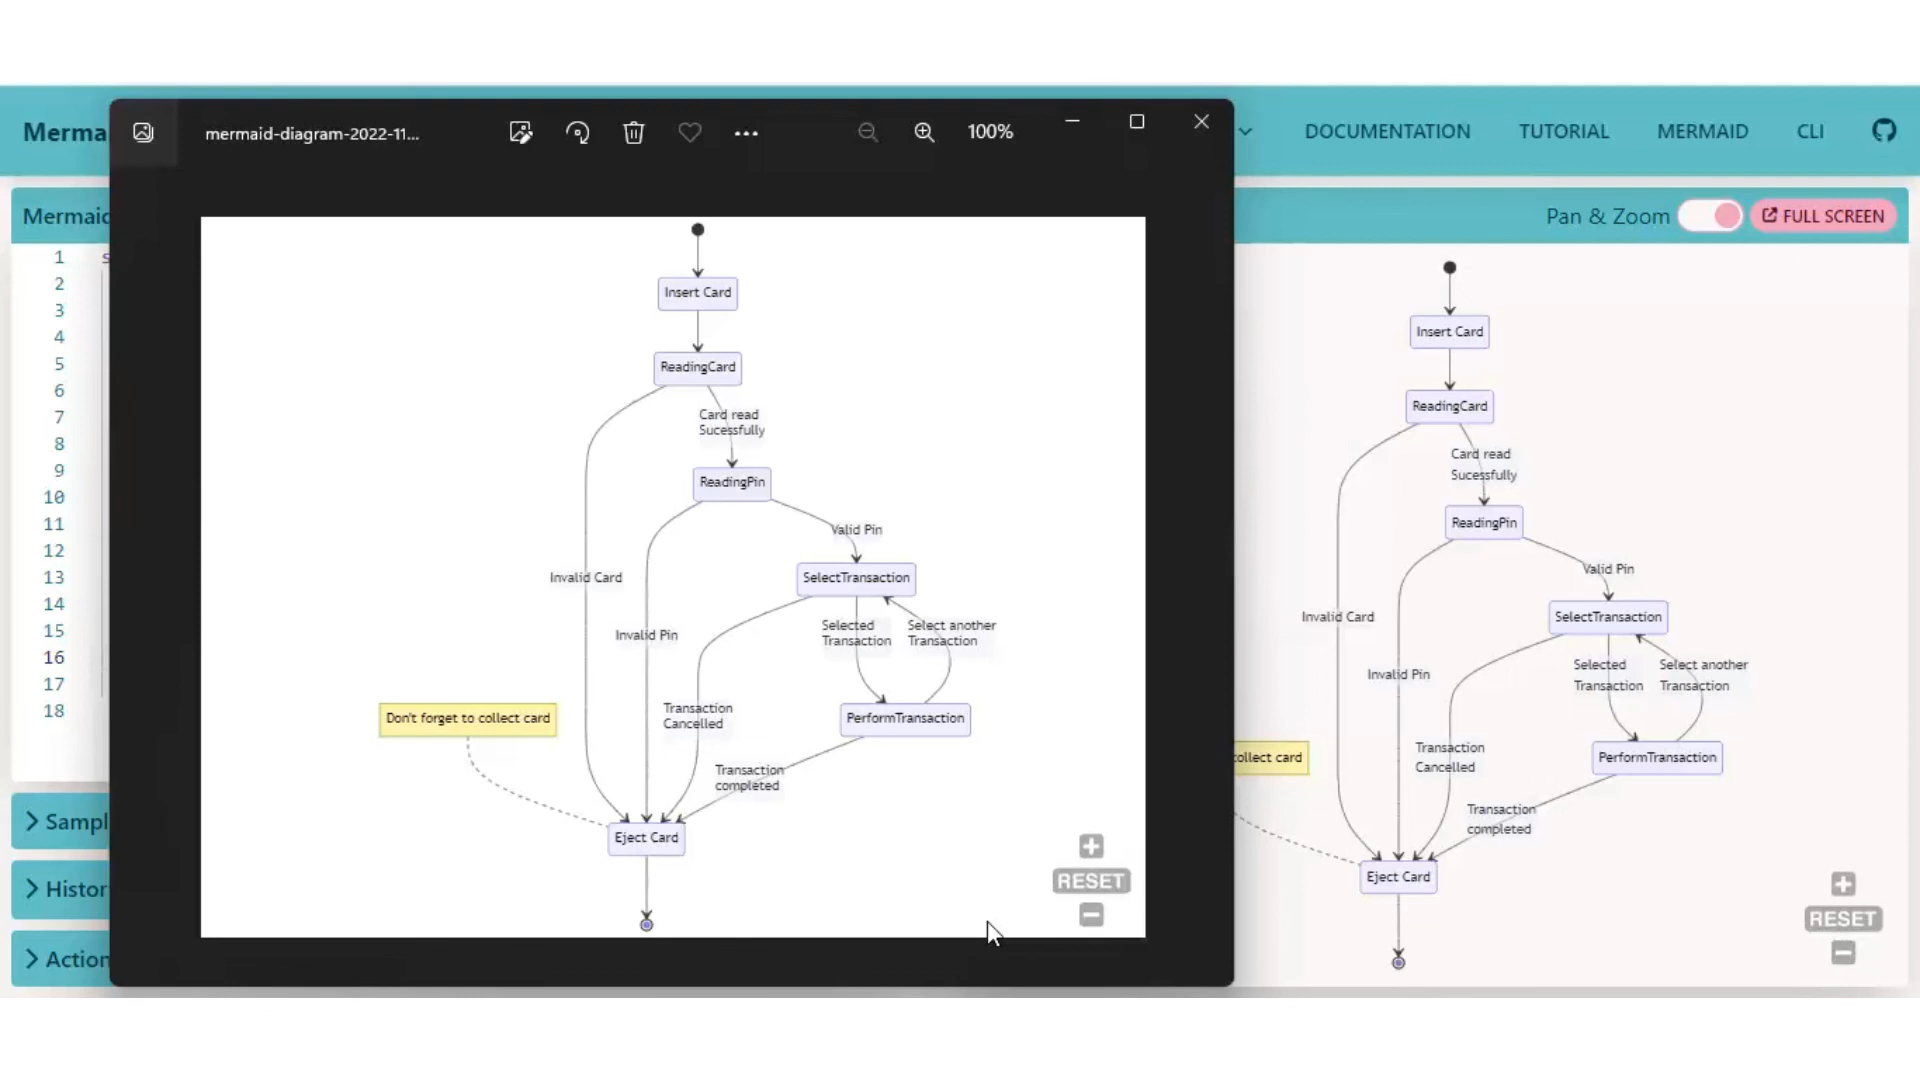 Merma
mermaid-diagram-2022-11...
100%
DOCUMENTATION
TUTORIAL
MERMAID
CLI
Mermaid
Pan & Zoom
FULL SCREEN
1
2
3
4
5
6
7
8
9
10
11
12
13
14
15
16
17
18
Sampl
Histor
Action
Insert Card
ReadingCard
Card read
Sucessfully
ReadingPin
Valid Pin
Invalid Card
SelectTransaction
Invalid Pin
Selected
Transaction
Select another
Transaction
Don't forget to collect card
Transaction
Cancelled
PerformTransaction
Transaction
completed
Eject Card
RESET
Insert Card
ReadingCard
Card read
Sucessfully
ReadingPin
Valid Pin
Invalid Card
SelectTransaction
Invalid Pin
Selected
Transaction
Select another
Transaction
collect card
Transaction
Cancelled
PerformTransaction
Transaction
completed
Eject Card
RESET